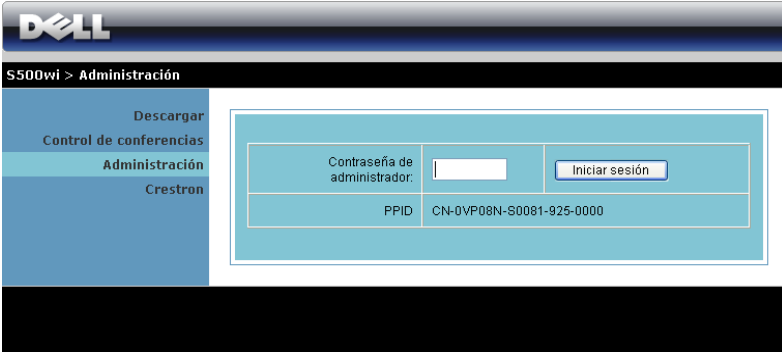 DELL
S500wi > Administración
Descargar
Control de conferencias
Administración
Crestron
Contraseña de
administrador:
Iniciar sesión
PPID
CN-0VP08N-S0081-925-0000